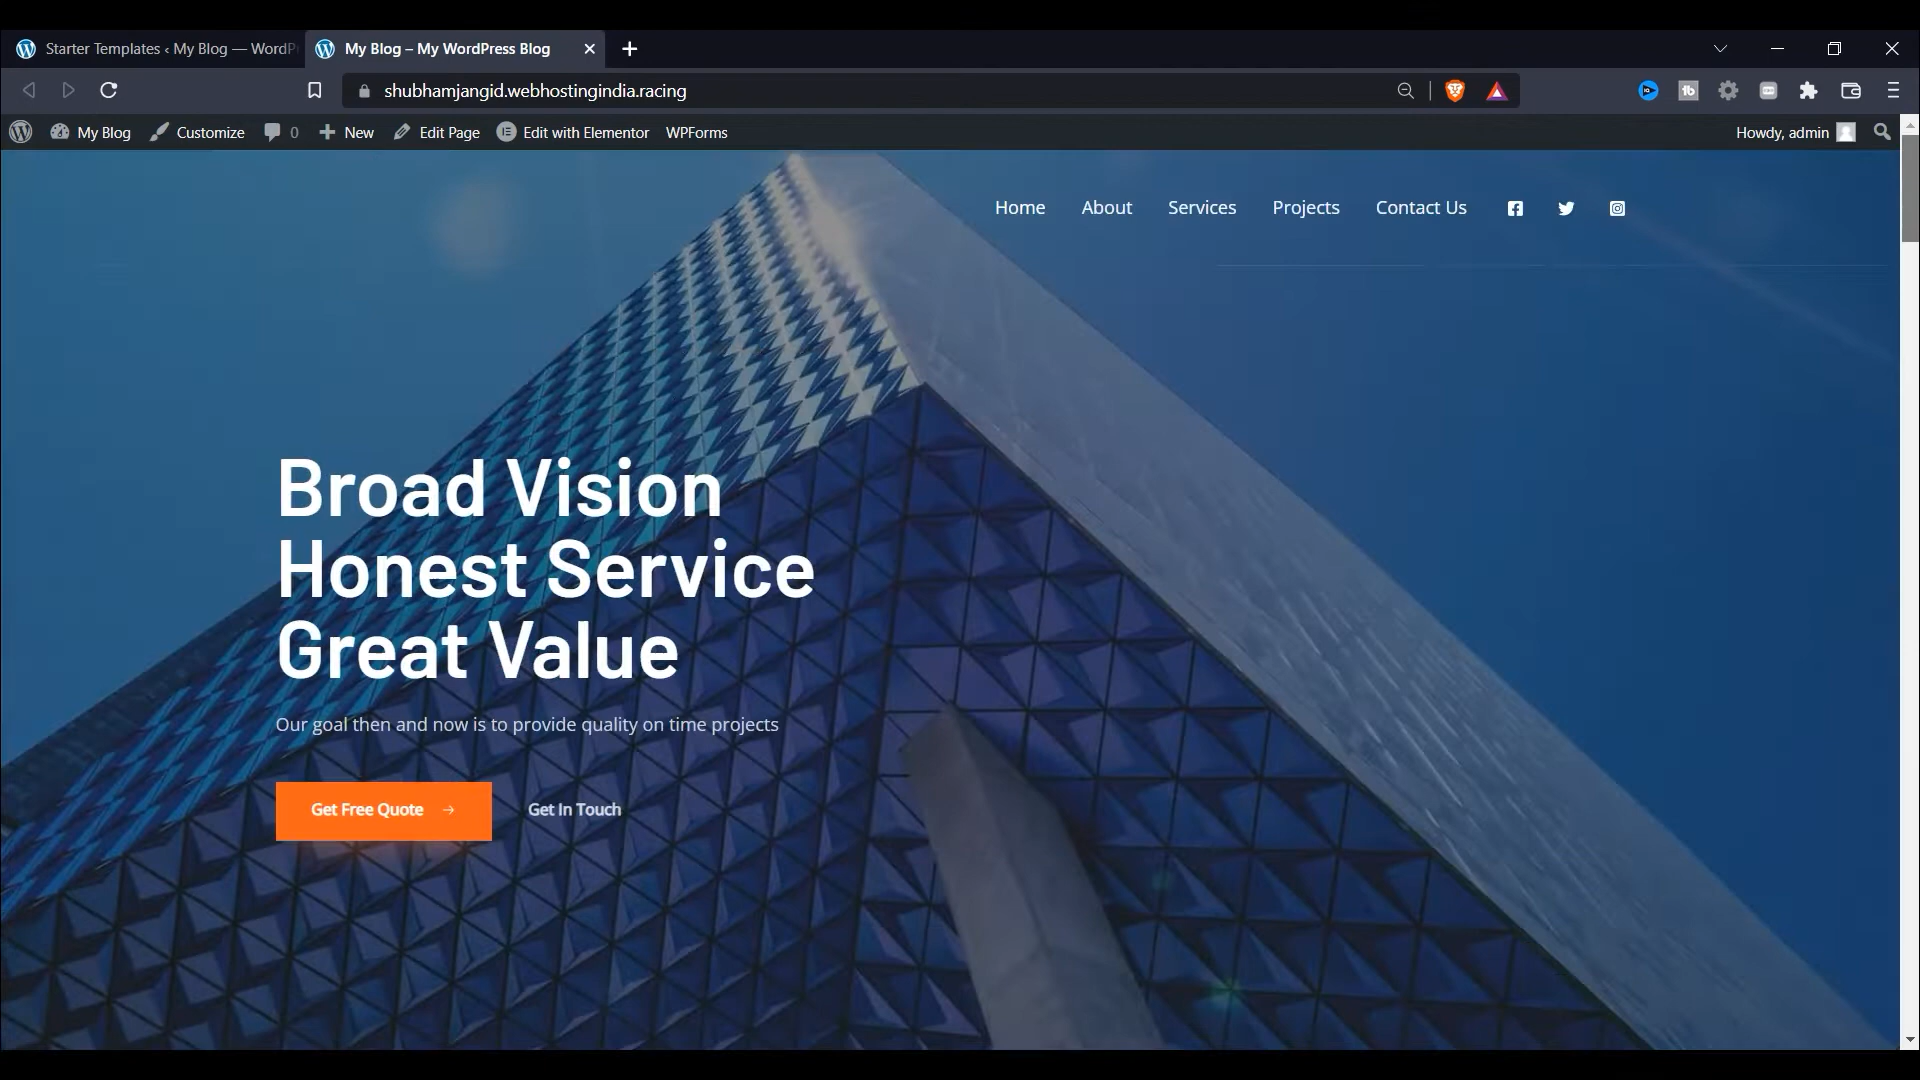 Starter Templates ‹ My Blog — WordP
My Blog – My WordPress Blog
shubhamjangid.webhostingindia.racing
My Blog Customize 0 New Edit Page Edit with Elementor WPForms Howdy, admin
Home About Services Projects Contact Us
Broad Vision
Honest Service
Great Value
Our goal then and now is to provide quality on time projects
Get Free Quote → Get In Touch